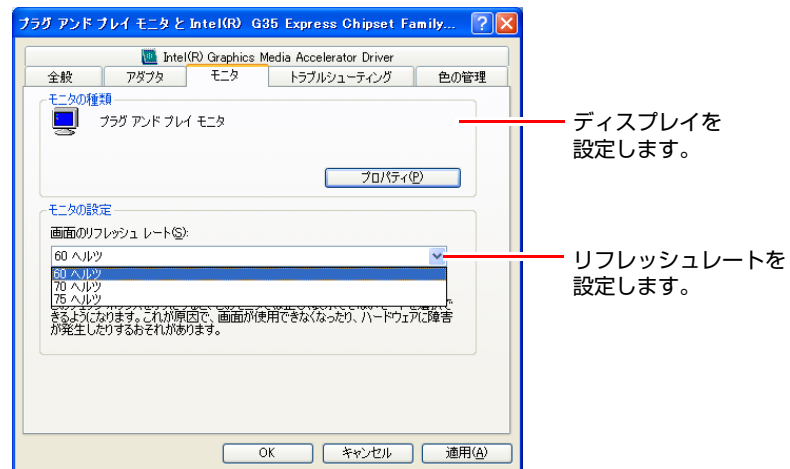 プラグ アンド プレイ モニタ と Intel(R) G35 Express Chipset Family...
Intel(R) Graphics Media Accelerator Driver
全般 アダプタ モニタ トラブルシューティング 色の管理
モニタの種類
プラグ アンド プレイ モニタ
プロパティ(P)
モニタの設定
画面のリフレッシュ レート(S):
60 ヘルツ
60 ヘルツ
70 ヘルツ
75 ヘルツ
きるようになります。これが原因で、画面が使用できなくなったり、ハードウェアに障害
が発生したりするおそれがあります。
OK キャンセル 適用(A)
ディスプレイを
設定します。
リフレッシュレートを
設定します。